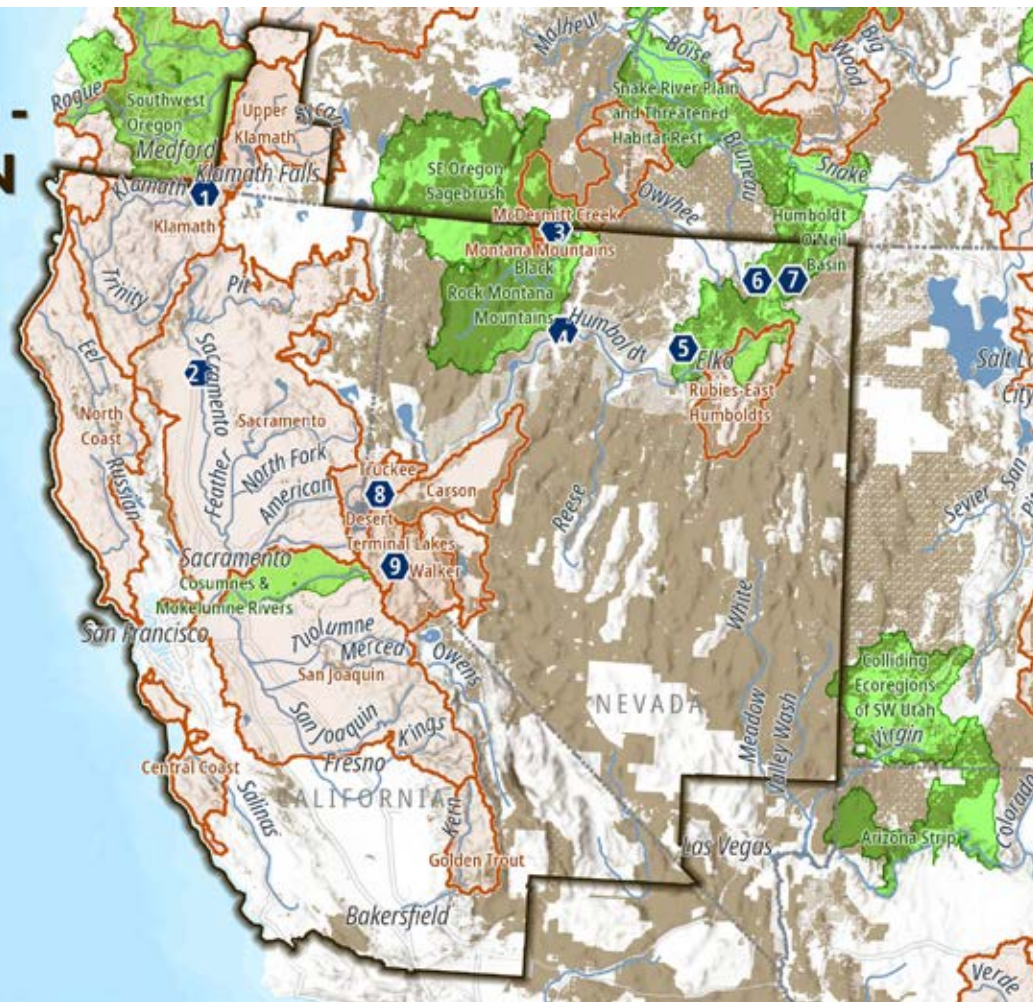 Malheur
Boise
Big
Wood
Rogue
Southwest
Oregon
Medford
Upper
Klamath
Snake River Plain
and Threatened
Habitat Rest
Bruneau
Snake
SE Oregon
Sagebrush
Klamath Falls
Klamath
1
Klamath
Owyhee
McDermitt Creek
3
Montana Mountains
Humboldt
O'Neil
Basin
6
7
Black
Rock Montana
Mountains
4
Humboldt
Trinity
Pit
Sacramento
2
5
Elko
Rubies-East
Humboldts
Salt L
City
Eel
North
Coast
Russian
Sacramento
Feather
North Fork
American
Truckee
8
Carson
Desert
Terminal Lakes
9
Walker
Reese
Sevier
San
Sacramento
Cosumnes &
Mokelumne Rivers
San Francisco
Tuolumne
Merced
San Joaquin
Owens
White
Colliding
Ecoregions
of SW Utah
Virgin
NEVADA
Meadow
Valley Wash
San Joaquin
Kings
Fresno
Central Coast
Salinas
CALIFORNIA
Kern
Golden Trout
Las Vegas
Arizona Strip
Colorado
Bakersfield
Verde